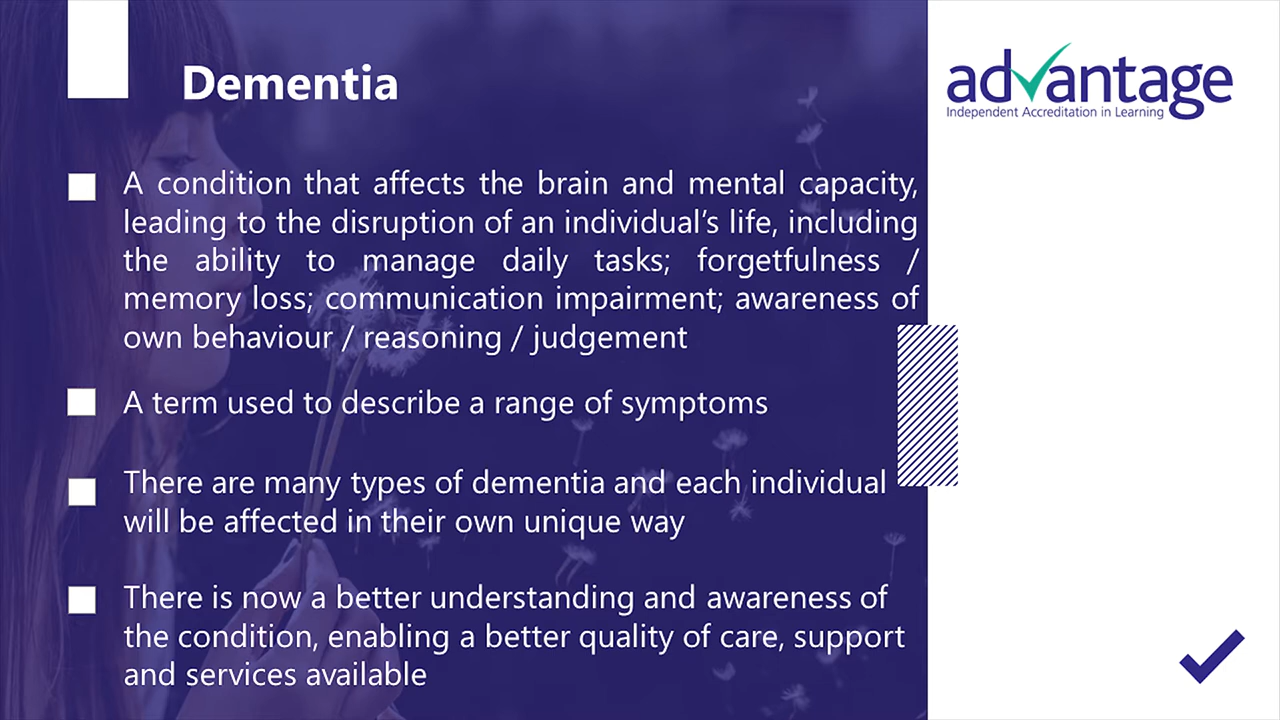 Dementia
advantage
Independent Accreditation in Learning
A condition that affects the brain and mental capacity,
leading to the disruption of an individual's life, including
the ability to manage daily tasks; forgetfulness /
memory loss; communication impairment; awareness of
own behaviour / reasoning / judgement
A term used to describe a range of symptoms
There are many types of dementia and each individual
will be affected in their own unique way
There is now a better understanding and awareness of
the condition, enabling a better quality of care, support
and services available